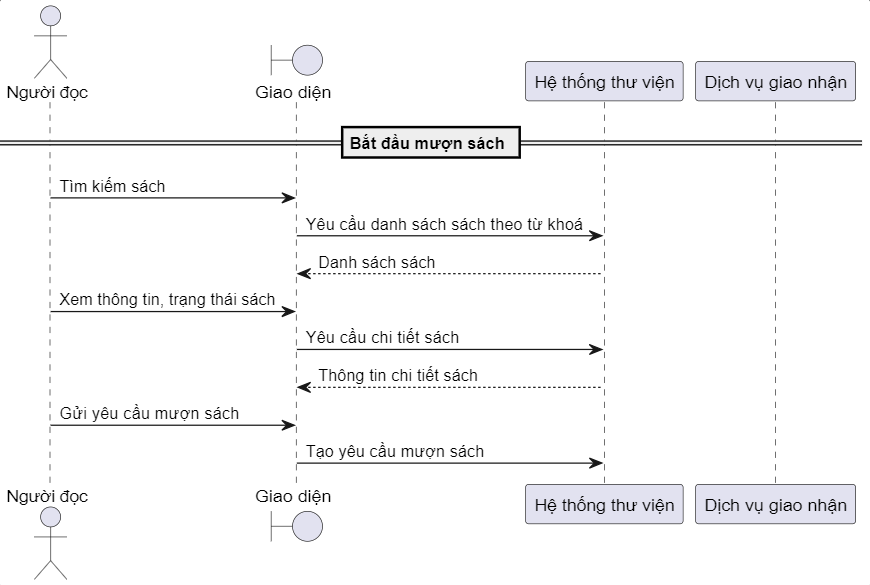 Người đọc
Giao diện
Hệ thống thư viện
Dịch vụ giao nhận
Bắt đầu mượn sách
Tìm kiếm sách
Yêu cầu danh sách sách theo từ khoá
Danh sách sách
Xem thông tin, trạng thái sách
Yêu cầu chi tiết sách
Thông tin chi tiết sách
Gửi yêu cầu mượn sách
Tạo yêu cầu mượn sách
Người đọc
Giao diện
Hệ thống thư viện
Dịch vụ giao nhận